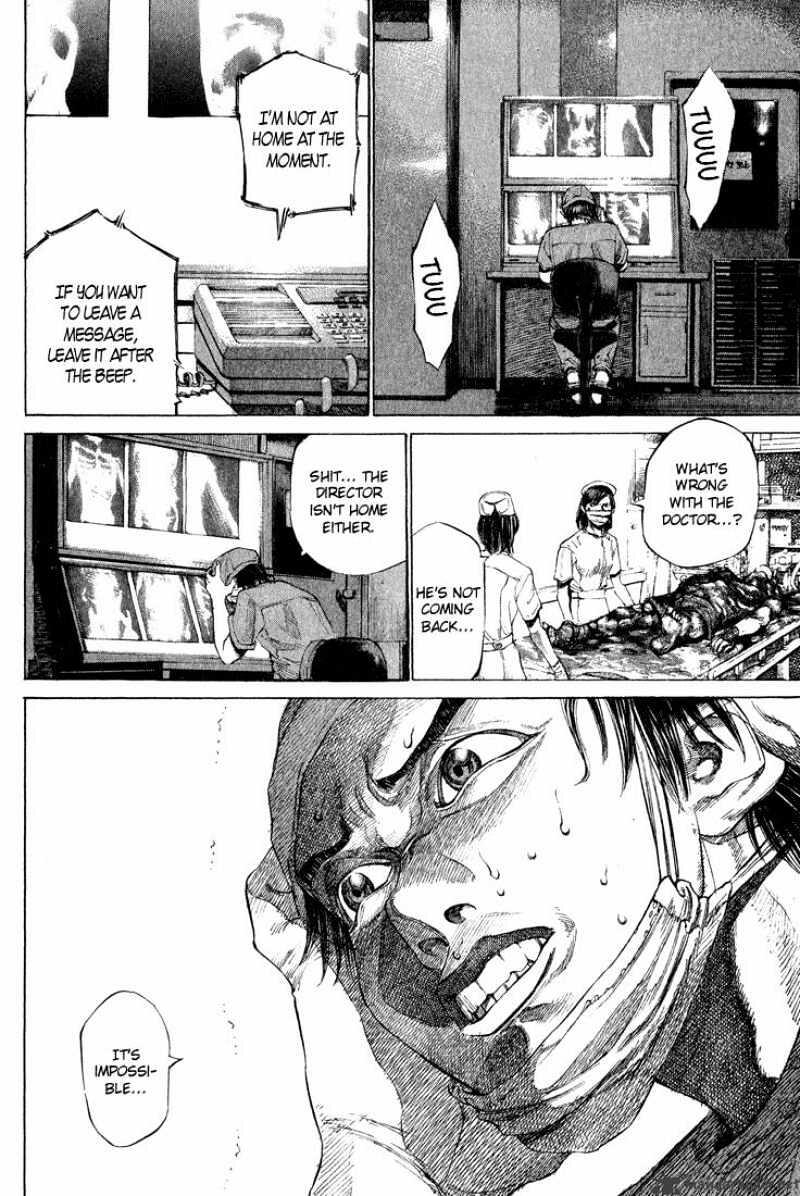 TUUUU
TUUU
I'M NOT AT
HOME AT THE
MOMENT.
IF YOU WANT
TO LEAVE A
MESSAGE,
LEAVE IT AFTER
THE BEEP.
WHAT'S
WRONG
WITH THE
DOCTOR...?
HE'S NOT
COMING
BACK...
SHIT... THE
DIRECTOR
ISN'T HOME
EITHER.
IT'S
IMPOSSI-
BLE...